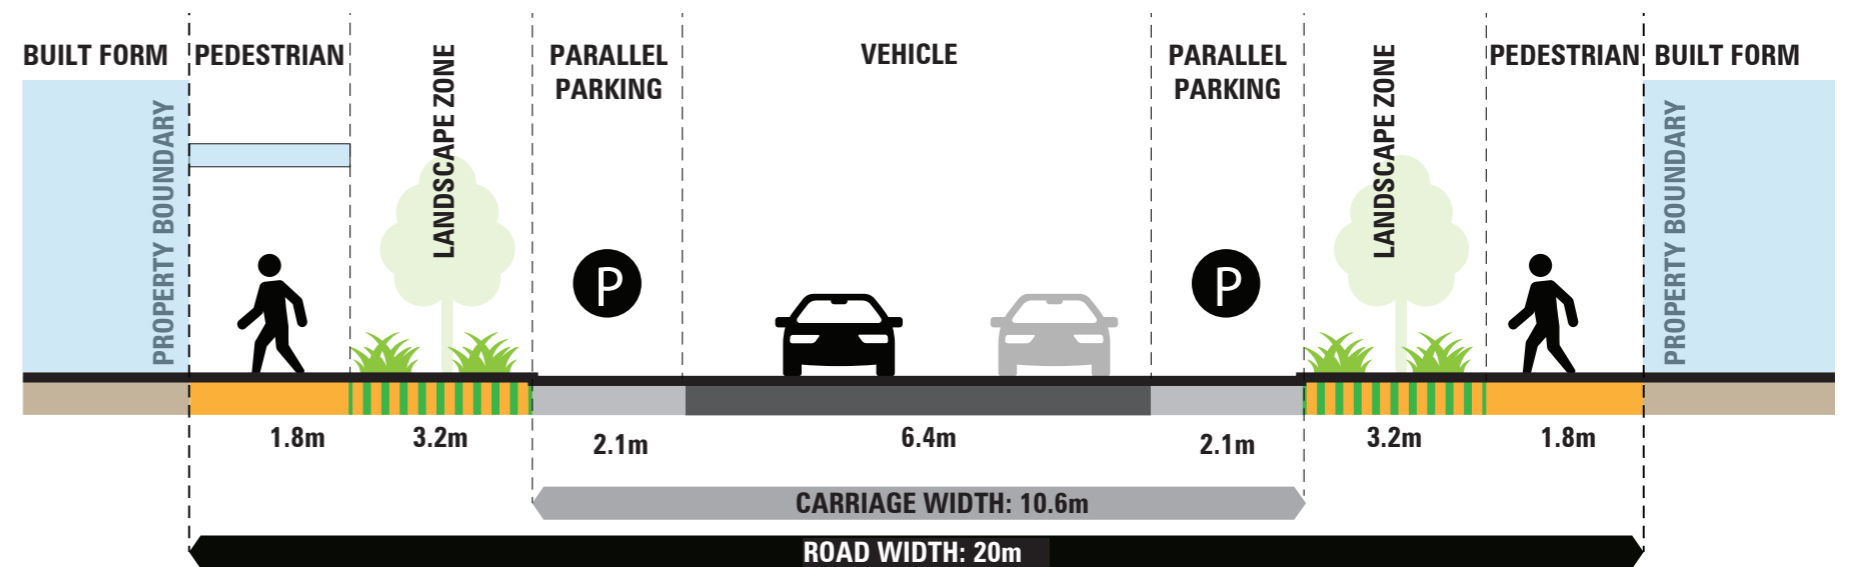 BUILT FORM
PEDESTRIAN
LANDSCAPE ZONE
PARALLEL
PARKING
VEHICLE
PARALLEL
PARKING
LANDSCAPE ZONE
PEDESTRIAN
BUILT FORM
PROPERTY BOUNDARY
P
P
PROPERTY BOUNDARY
1.8m
3.2m
2.1m
6.4m
2.1m
3.2m
1.8m
CARRIAGE WIDTH: 10.6m
ROAD WIDTH: 20m